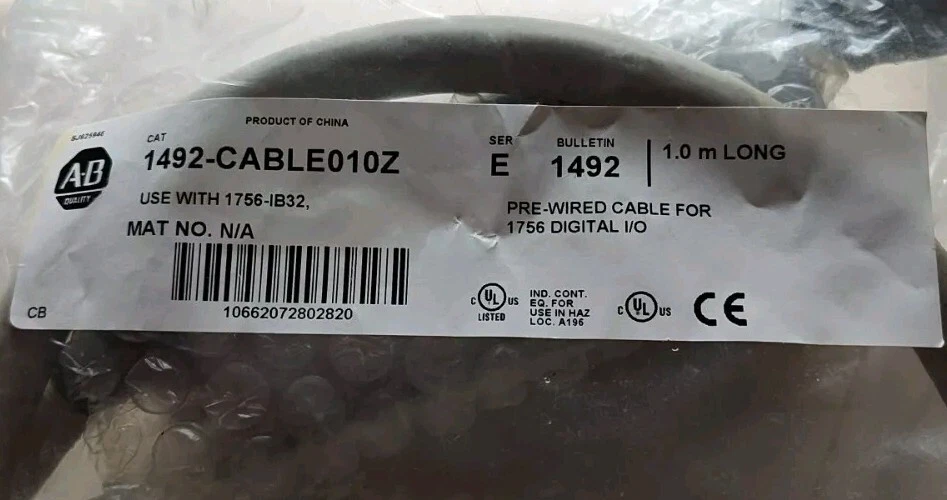 PRODUCT OF CHINA
CAT
1492-CABLE010Z
SER
E
BULLETIN
1492
1.0 m LONG
A-B
QUALITY
USE WITH 1756-IB32,
MAT NO. N/A
PRE-WIRED CABLE FOR
1756 DIGITAL I/O
10662072802820
CB
C UL US
LISTED
IND. CONT.
EQ. FOR
USE IN HAZ
LOC. A196
C UL US
CE